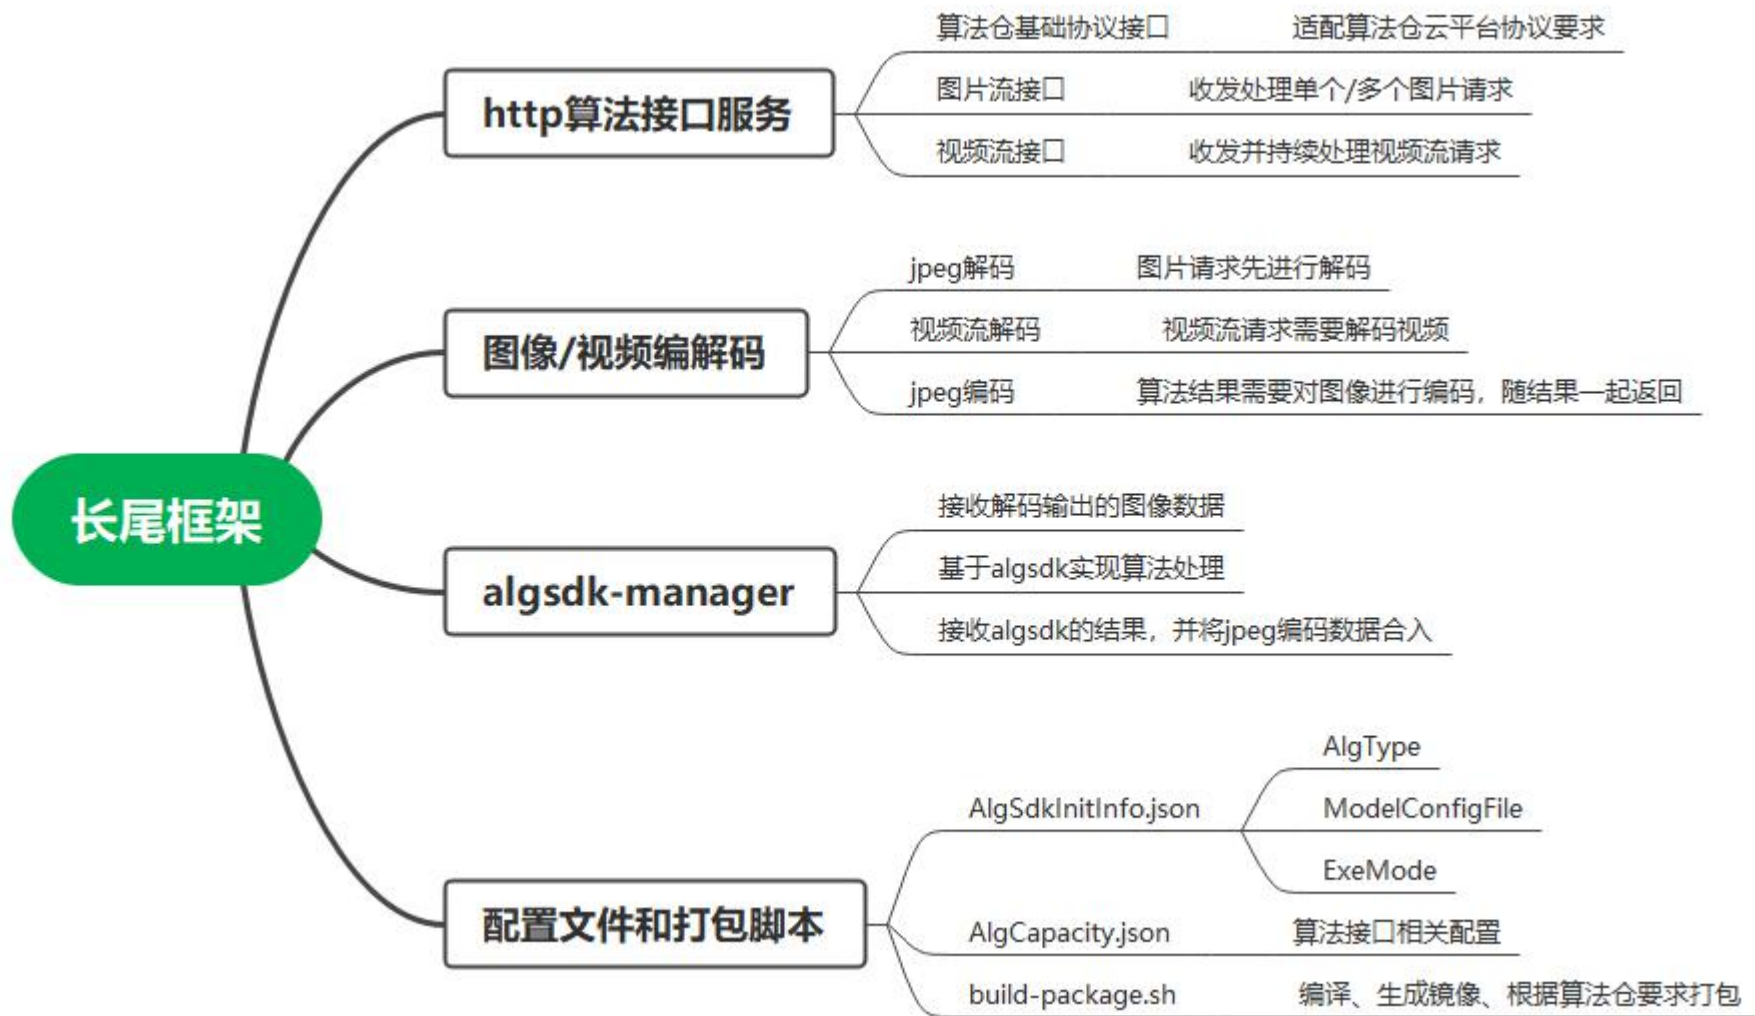 长尾框架
http算法接口服务
算法仓基础协议接口 适配算法仓云平台协议要求
图片流接口 收发处理单个/多个图片请求
视频流接口 收发并持续处理视频流请求
图像/视频编解码
jpeg解码 图片请求先进行解码
视频流解码 视频流请求需要解码视频
jpeg编码 算法结果需要对图像进行编码，随结果一起返回
algsdk-manager
接收解码输出的图像数据
基于algsdk实现算法处理
接收algsdk的结果，并将jpeg编码数据合入
配置文件和打包脚本
AlgSdkInitInfo.json
AlgType
ModelConfigFile
ExeMode
AlgCapacity.json 算法接口相关配置
build-package.sh 编译、生成镜像、根据算法仓要求打包